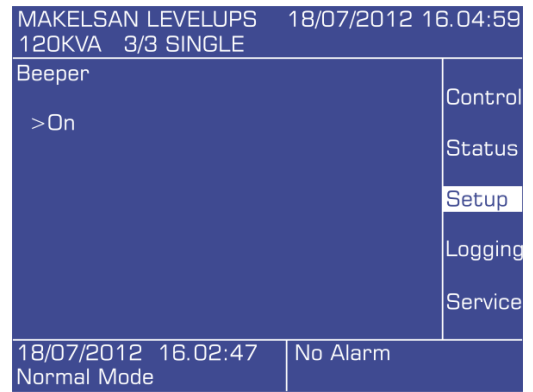 MAKELSAN LEVELUPS 18/07/2012 16.04:59
120KVA 3/3 SINGLE
Beeper
>On
Control
Status
Setup
Logging
Service
18/07/2012 16.02:47
Normal Mode
No Alarm